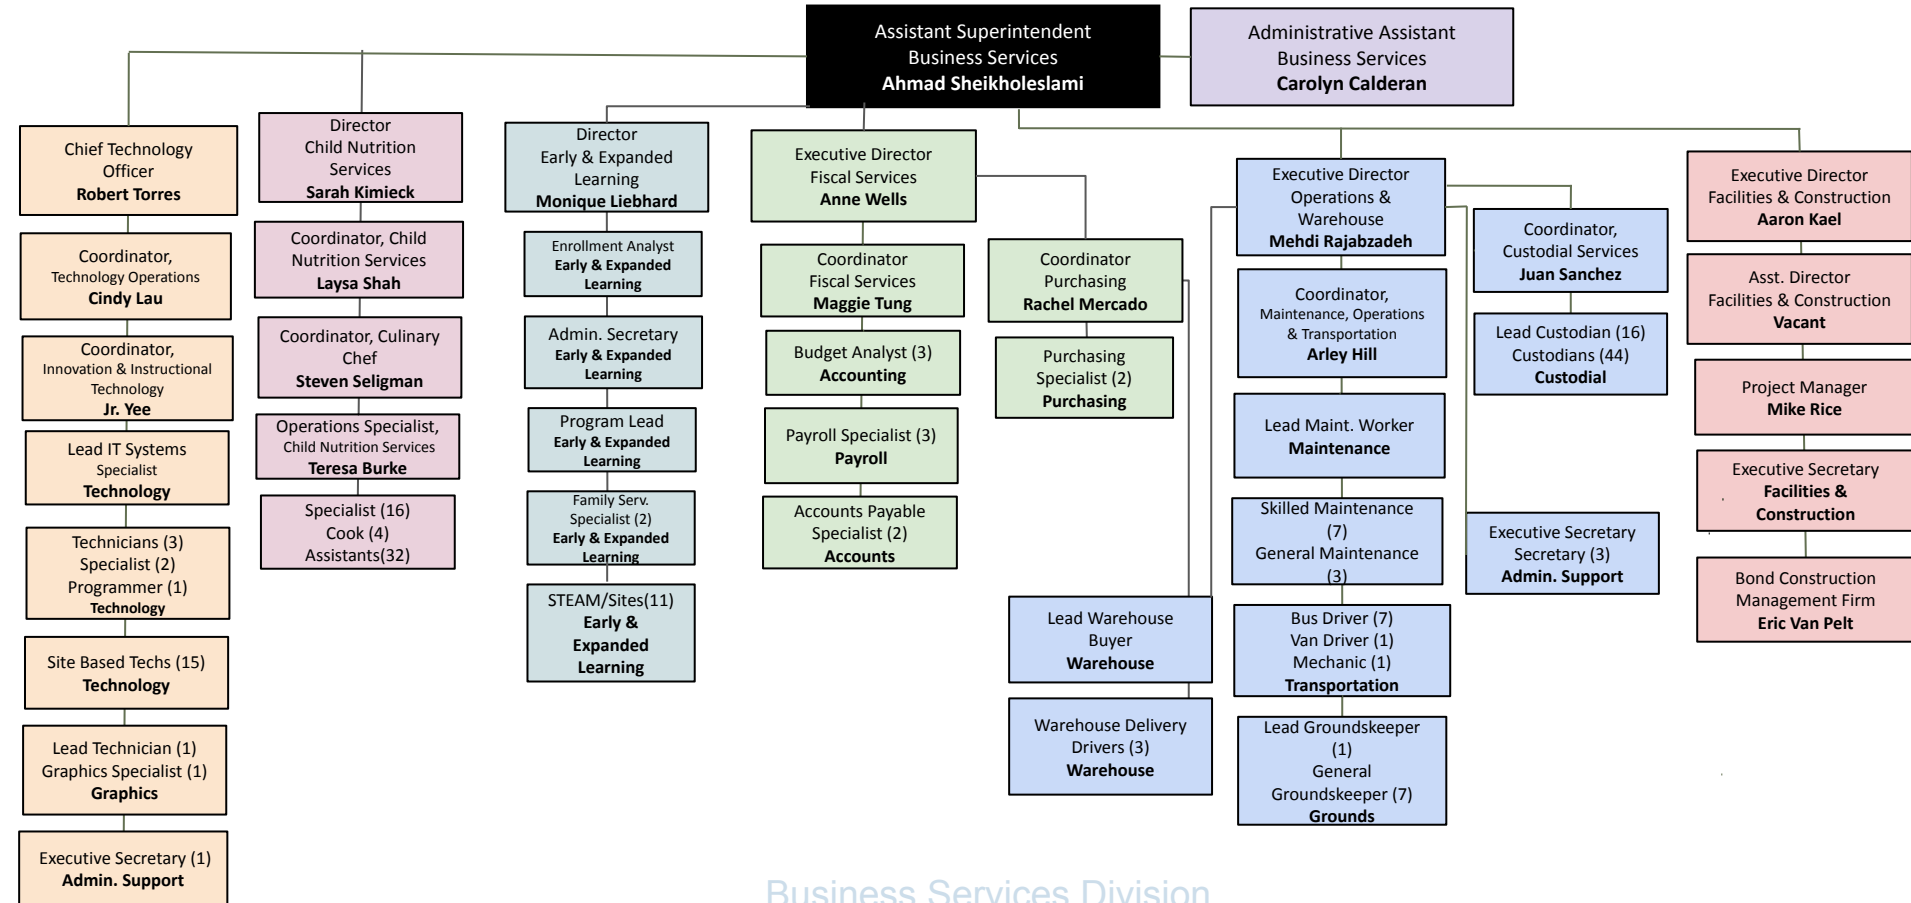 Assistant Superintendent
Business Services
Ahmad Sheikholeslami
Administrative Assistant
Business Services
Carolyn Calderan
Chief Technology
Officer
Robert Torres
Coordinator,
Technology Operations
Cindy Lau
Coordinator,
Innovation & Instructional
Technology
Jr. Yee
Lead IT Systems
Specialist
Technology
Technicians (3)
Specialist (2)
Programmer (1)
Technology
Site Based Techs (15)
Technology
Lead Technician (1)
Graphics Specialist (1)
Graphics
Executive Secretary (1)
Admin. Support
Director
Child Nutrition
Services
Sarah Kimieck
Coordinator, Child
Nutrition Services
Laysa Shah
Coordinator, Culinary
Chef
Steven Seligman
Operations Specialist,
Child Nutrition Services
Teresa Burke
Specialist (16)
Cook (4)
Assistants(32)
Director
Early & Expanded
Learning
Monique Liebhard
Enrollment Analyst
Early & Expanded
Learning
Admin. Secretary
Early & Expanded
Learning
Program Lead
Early & Expanded
Learning
Family Serv.
Specialist (2)
Early & Expanded
Learning
STEAM/Sites(11)
Early &
Expanded
Learning
Executive Director
Fiscal Services
Anne Wells
Coordinator
Fiscal Services
Maggie Tung
Budget Analyst (3)
Accounting
Payroll Specialist (3)
Payroll
Accounts Payable
Specialist (2)
Accounts
Coordinator
Purchasing
Rachel Mercado
Purchasing
Specialist (2)
Purchasing
Lead Warehouse
Buyer
Warehouse
Warehouse Delivery
Drivers (3)
Warehouse
Executive Director
Operations &
Warehouse
Mehdi Rajabzadeh
Coordinator,
Maintenance, Operations
& Transportation
Arley Hill
Lead Maint. Worker
Maintenance
Skilled Maintenance
(7)
General Maintenance
(3)
Bus Driver (7)
Van Driver (1)
Mechanic (1)
Transportation
Lead Groundskeeper
(1)
General
Groundskeeper (7)
Grounds
Coordinator,
Custodial Services
Juan Sanchez
Lead Custodian (16)
Custodians (44)
Custodial
Executive Secretary
Secretary (3)
Admin. Support
Executive Director
Facilities & Construction
Aaron Kael
Asst. Director
Facilities & Construction
Vacant
Project Manager
Mike Rice
Executive Secretary
Facilities &
Construction
Bond Construction
Management Firm
Eric Van Pelt
Business Services Division